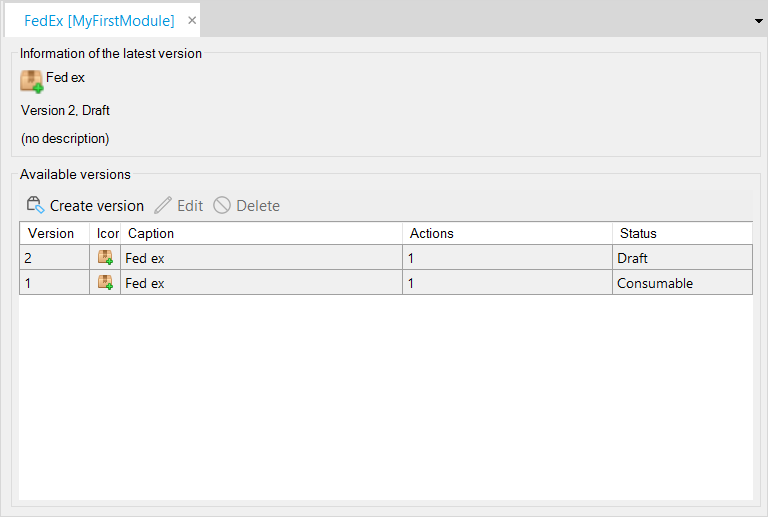 FedEx [MyFirstModule]
Information of the latest version
Fed ex
Version 2, Draft
(no description)
Available versions
Create version Edit Delete
Version Icon Caption Actions Status
2 Fed ex 1 Draft
1 Fed ex 1 Consumable